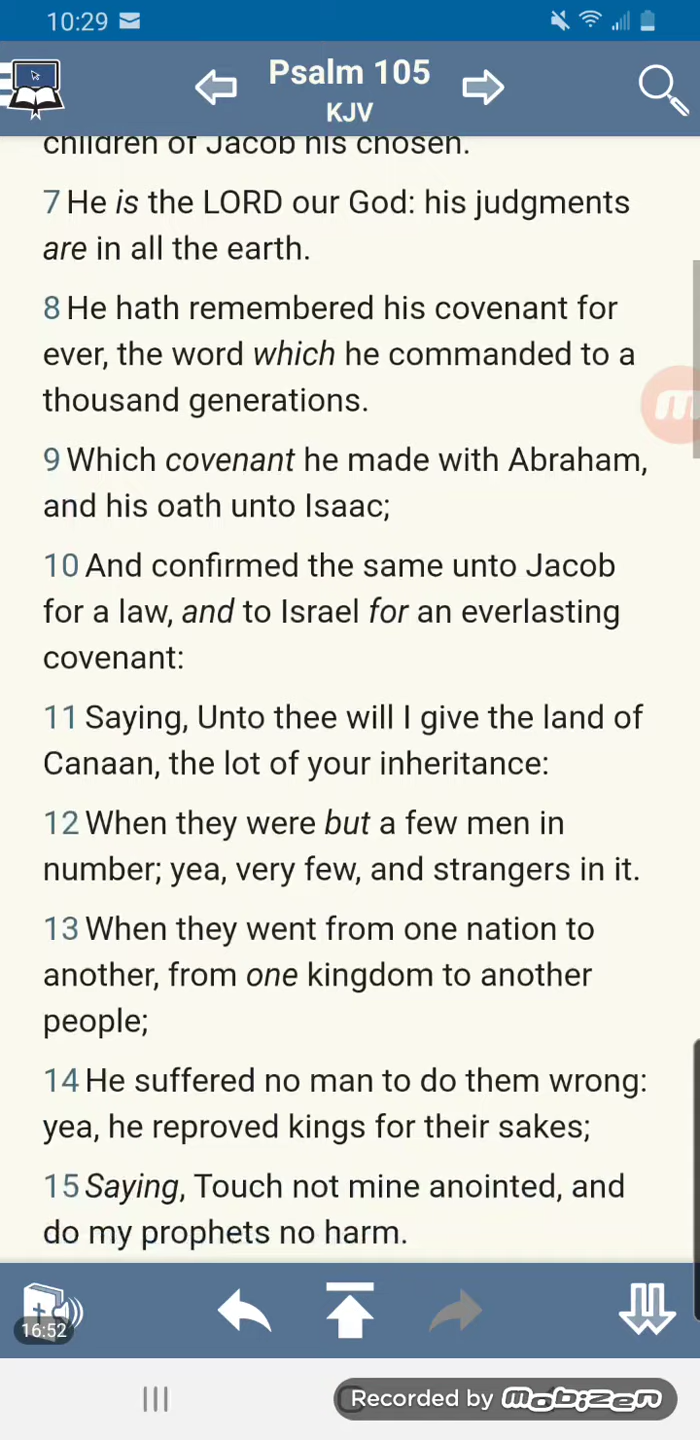 10:29
Psalm 105
KJV
children of Jacob his chosen.
7 He is the LORD our God: his judgments
are in all the earth.
8 He hath remembered his covenant for
ever, the word which he commanded to a
thousand generations.
9 Which covenant he made with Abraham,
and his oath unto Isaac;
10 And confirmed the same unto Jacob
for a law, and to Israel for an everlasting
covenant:
11 Saying, Unto thee will I give the land of
Canaan, the lot of your inheritance:
12 When they were but a few men in
number; yea, very few, and strangers in it.
13 When they went from one nation to
another, from one kingdom to another
people;
14 He suffered no man to do them wrong:
yea, he reproved kings for their sakes;
15 Saying, Touch not mine anointed, and
do my prophets no harm.
16:52
Recorded by mobizen